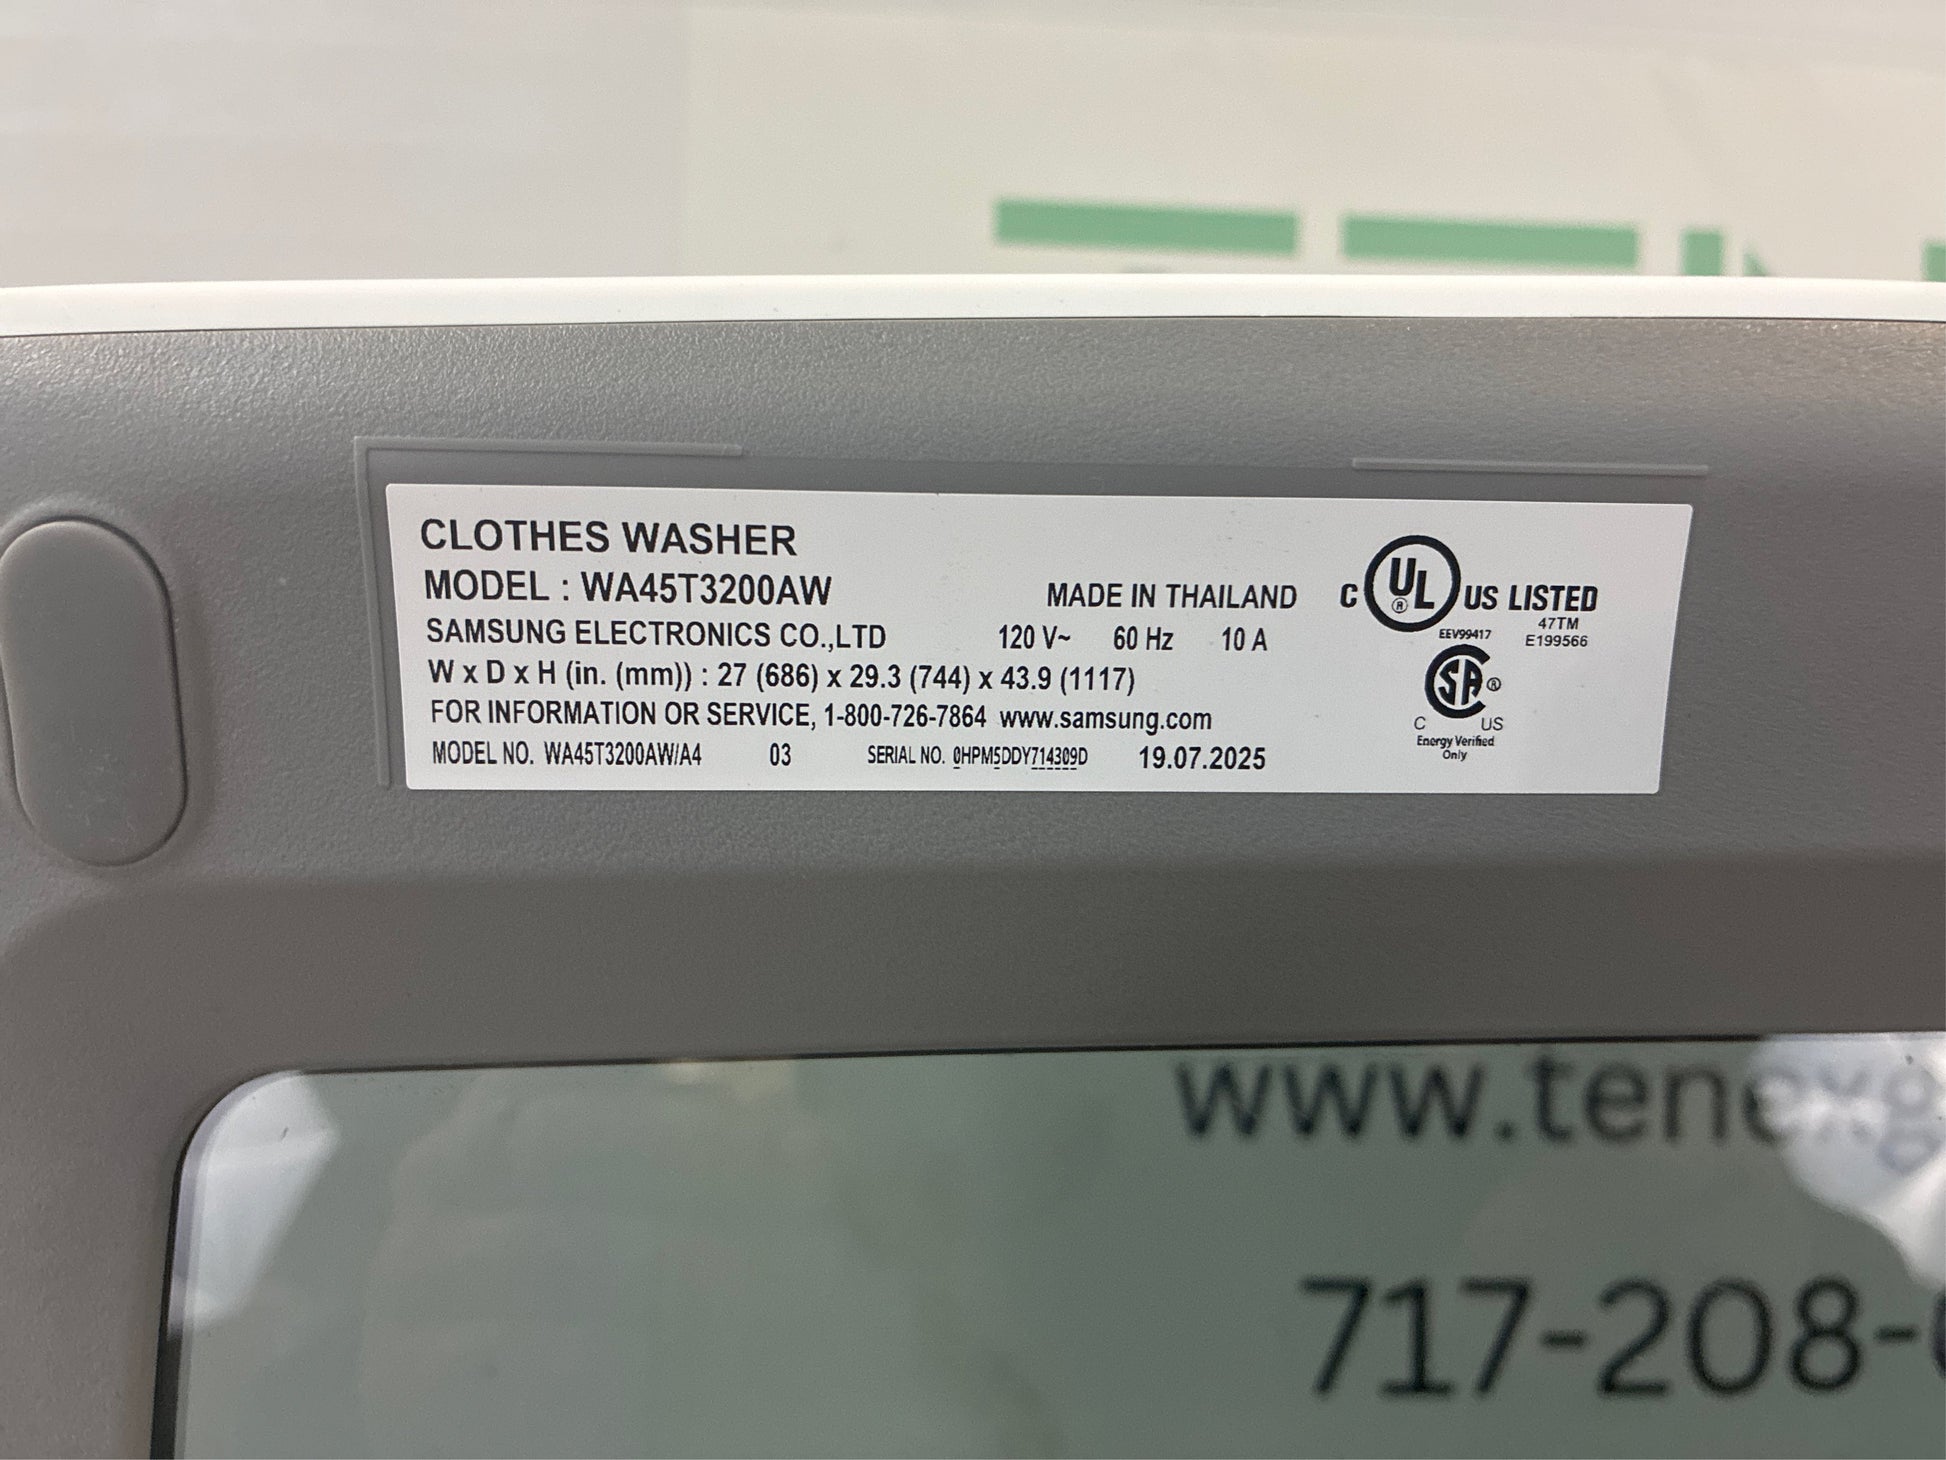 CLOTHES WASHER
MODEL : WA45T3200AW
MADE IN THAILAND
SAMSUNG ELECTRONICS CO.,LTD
120 V~ 60 Hz 10 A
W x D x H (in. (mm)) : 27 (686) x 29.3 (744) x 43.9 (1117)
FOR INFORMATION OR SERVICE, 1-800-726-7864 www.samsung.com
MODEL NO. WA45T3200AW/A4 03 SERIAL NO. 0HPM5DDY714309D 19.07.2025
C UL ® US LISTED
47TM
EEV99417 E199566
SA ®
C US
Energy Verified
Only
www.tenexg
717-208-